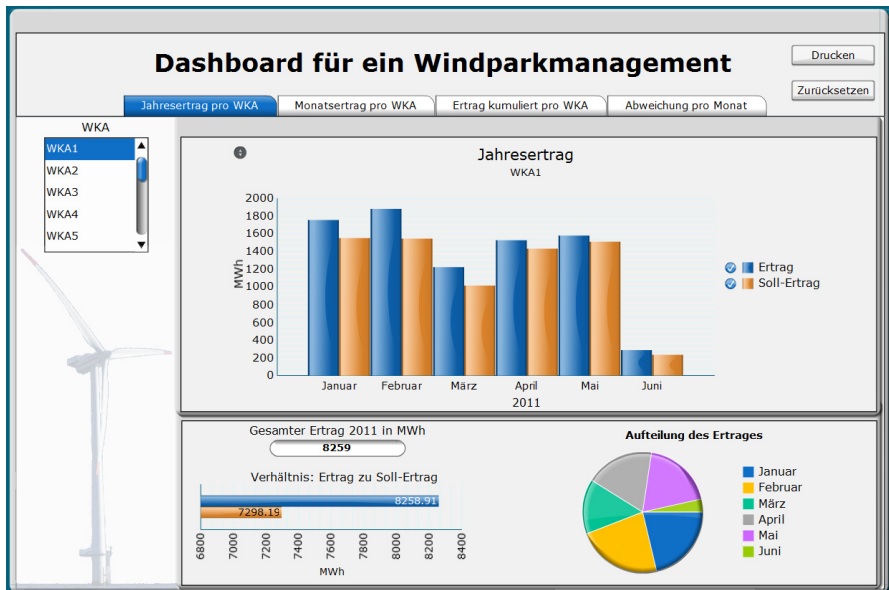 Dashboard für ein Windparkmanagement
Drucken
Zurücksetzen
Jahresertrag pro WKA
Monatsertrag pro WKA
Ertrag kumuliert pro WKA
Abweichung pro Monat
WKA
WKA1
WKA2
WKA3
WKA4
WKA5
Jahresertrag
WKA1
MWh
2000
1800
1600
1400
1200
1000
800
600
400
200
0
Januar
Februar
März
April
Mai
Juni
2011
Ertrag
Soll-Ertrag
Gesamter Ertrag 2011 in MWh
8259
Verhältnis: Ertrag zu Soll-Ertrag
8258.91
7298.19
6800
7000
7200
7400
7600
7800
8000
8200
8400
MWh
Aufteilung des Ertrages
Januar
Februar
März
April
Mai
Juni